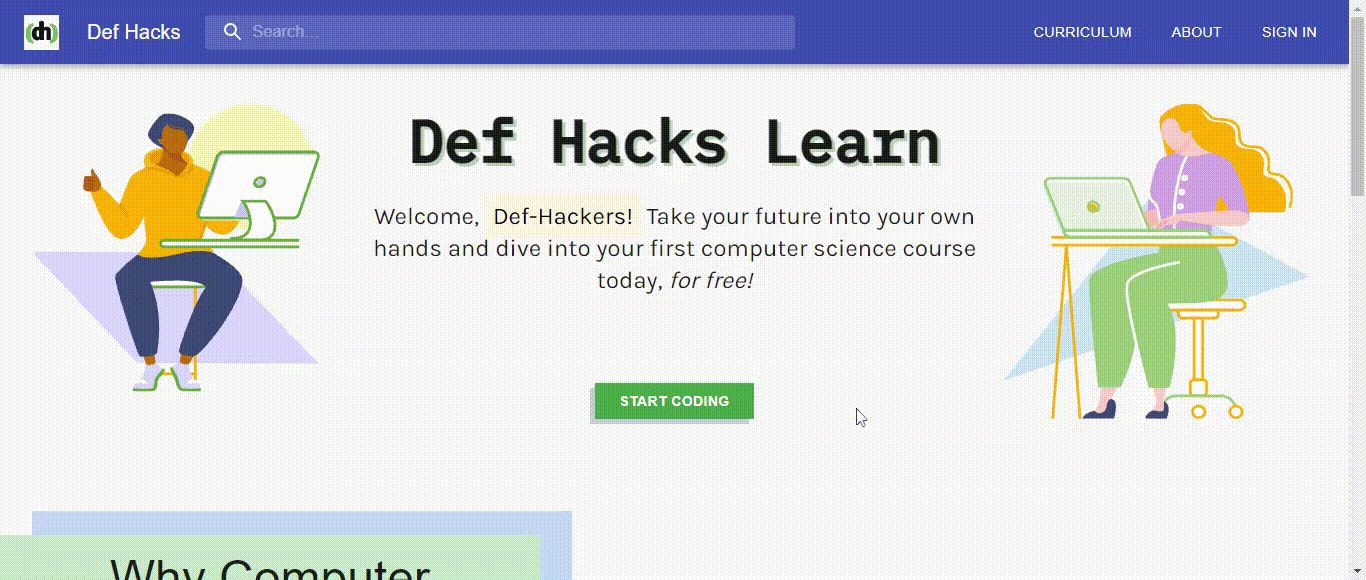 dh Def Hacks Search... CURRICULUM ABOUT SIGN IN
Def Hacks Learn
Welcome, Def-Hackers! Take your future into your own
hands and dive into your first computer science course
today, for free!
START CODING
Why Computer